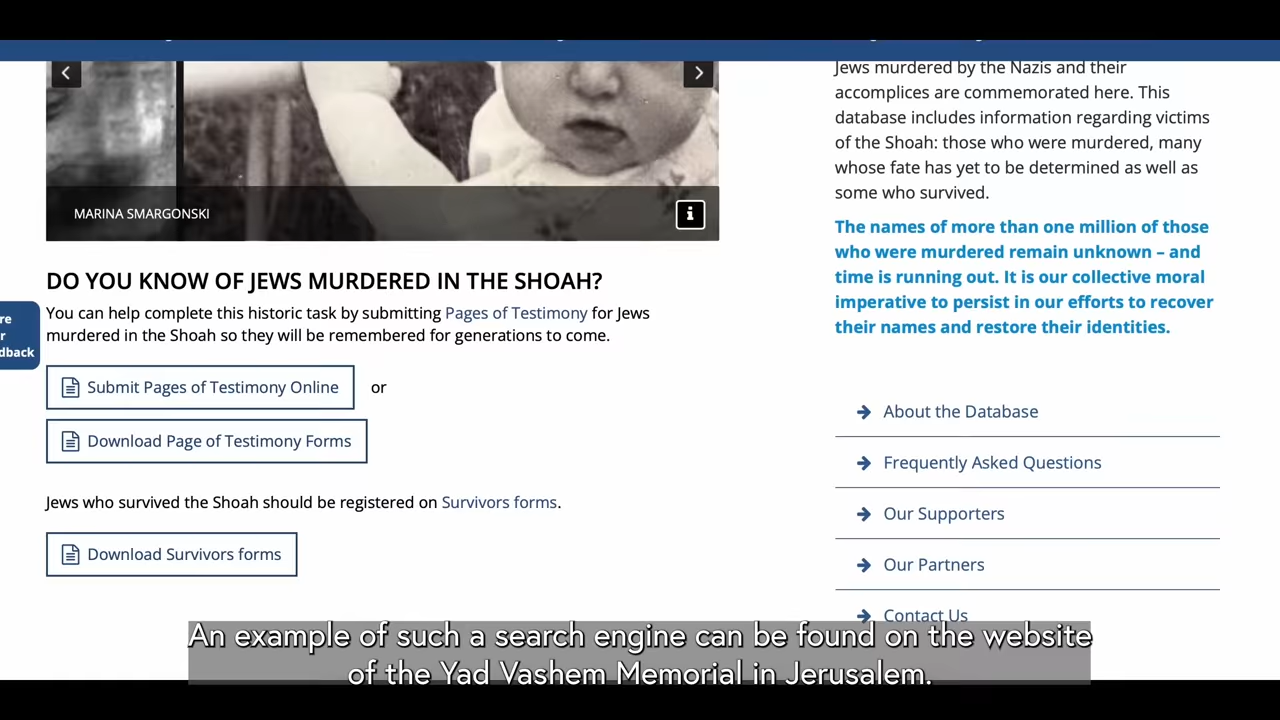 Jews murdered by the Nazis and their
accomplices are commemorated here. This
database includes information regarding victims
of the Shoah: those who were murdered, many
whose fate has yet to be determined as well as
some who survived.
The names of more than one million of those
who were murdered remain unknown – and
time is running out. It is our collective moral
imperative to persist in our efforts to recover
their names and restore their identities.
MARINA SMARGONSKI
DO YOU KNOW OF JEWS MURDERED IN THE SHOAH?
You can help complete this historic task by submitting Pages of Testimony for Jews
murdered in the Shoah so they will be remembered for generations to come.
re
r
dback
Submit Pages of Testimony Online or
Download Page of Testimony Forms
Jews who survived the Shoah should be registered on Survivors forms.
Download Survivors forms
About the Database
Frequently Asked Questions
Our Supporters
Our Partners
Contact Us
An example of such a search engine can be found on the website
of the Yad Vashem Memorial in Jerusalem.